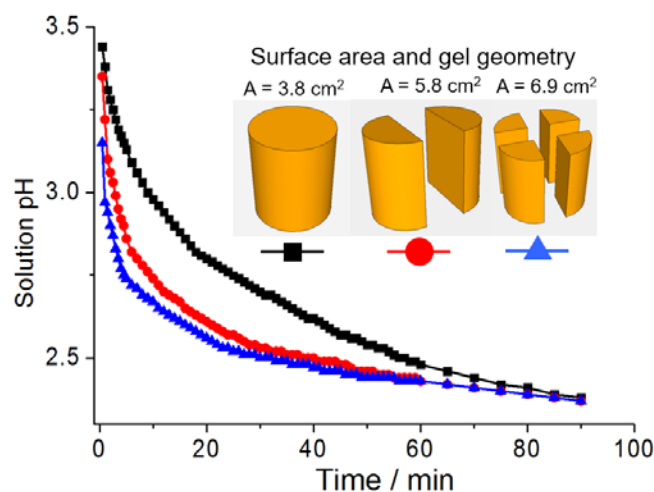 3.5
3.0
2.5
Solution pH
Surface area and gel geometry
A = 3.8 cm²
A = 5.8 cm²
A = 6.9 cm²
0
20
40
60
80
100
Time / min